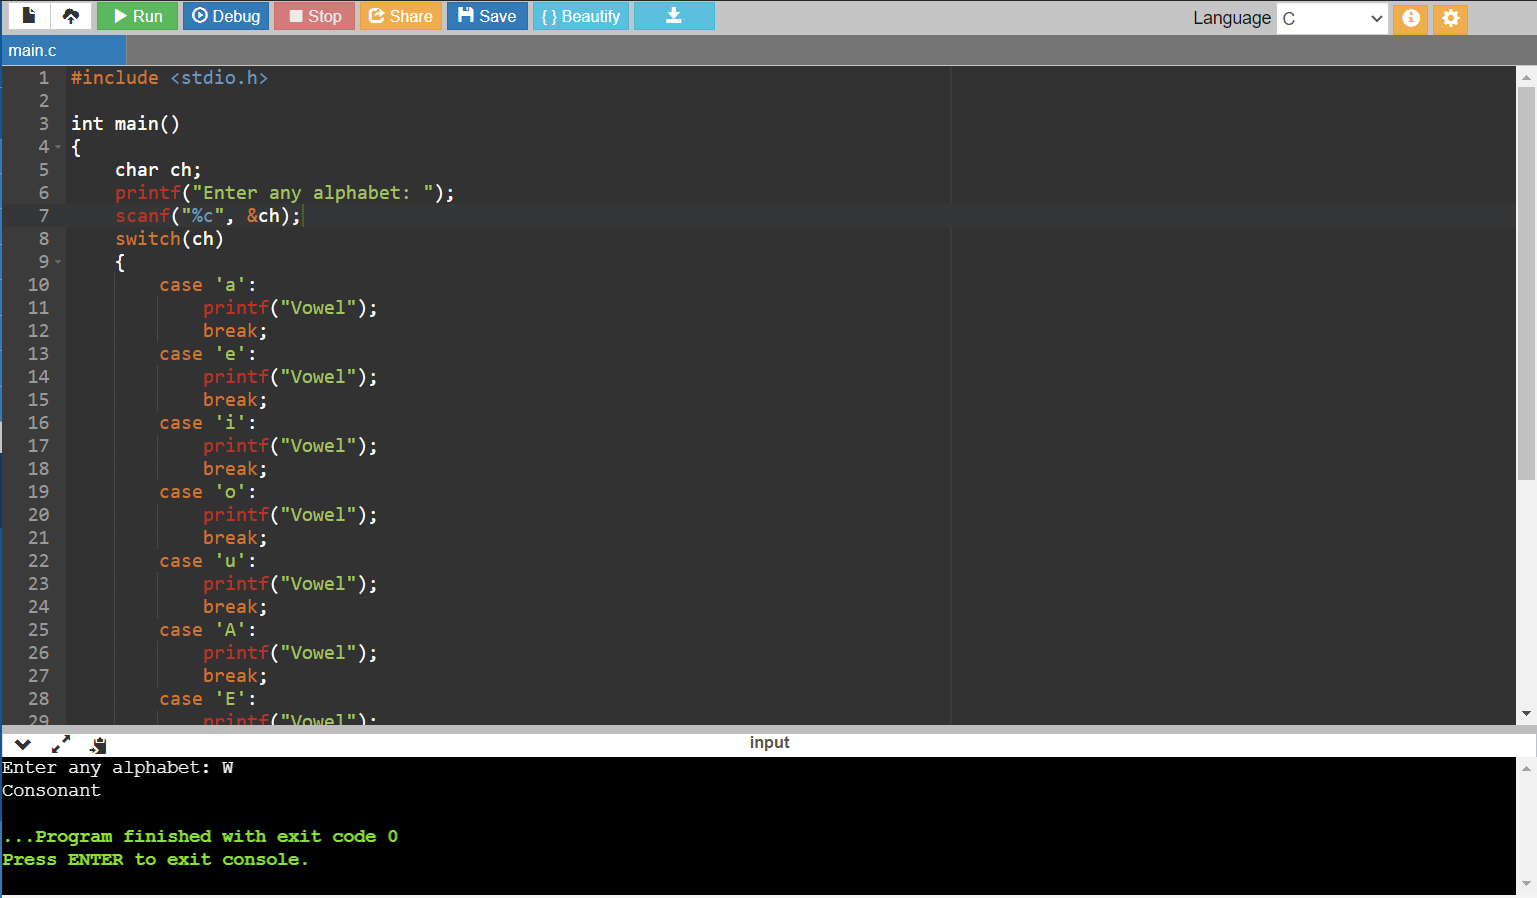 Run Debug Stop Share Save { } Beautify Language C
main.c
1 #include <stdio.h>
2
3 int main()
4 {
5 char ch;
6 printf("Enter any alphabet: ");
7 scanf("%c", &ch);
8 switch(ch)
9 {
10 case 'a':
11 printf("Vowel");
12 break;
13 case 'e':
14 printf("Vowel");
15 break;
16 case 'i':
17 printf("Vowel");
18 break;
19 case 'o':
20 printf("Vowel");
21 break;
22 case 'u':
23 printf("Vowel");
24 break;
25 case 'A':
26 printf("Vowel");
27 break;
28 case 'E':
29 printf("Vowel");
input
Enter any alphabet: W
Consonant
...Program finished with exit code 0
Press ENTER to exit console.